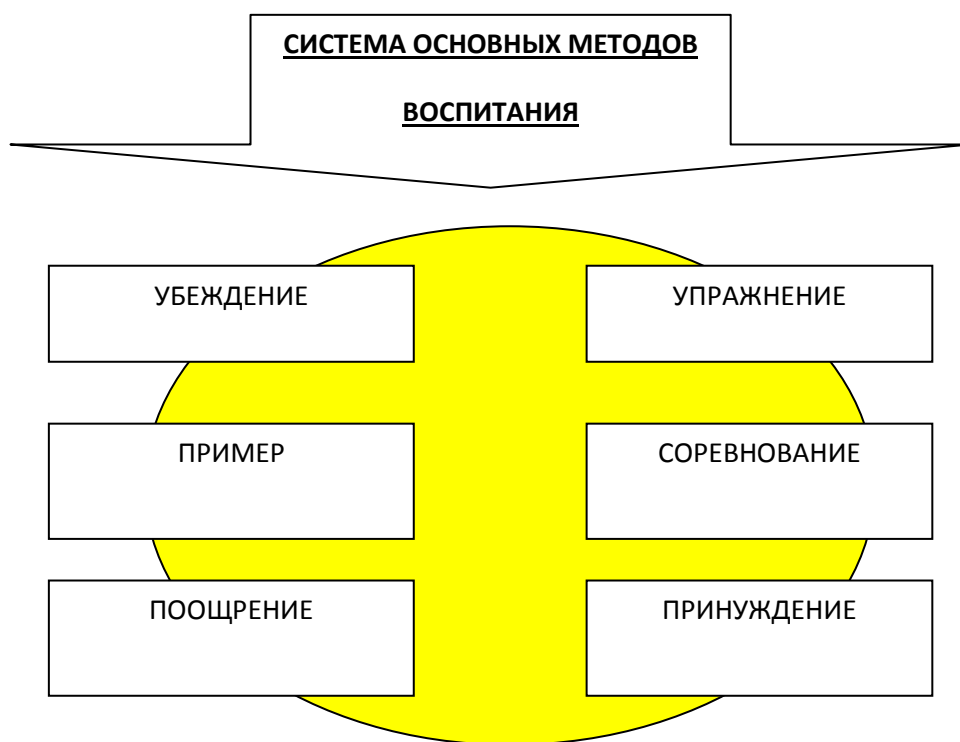 СИСТЕМА ОСНОВНЫХ МЕТОДОВ
ВОСПИТАНИЯ
УБЕЖДЕНИЕ
УПРАЖНЕНИЕ
ПРИМЕР
СОРЕВНОВАНИЕ
ПООЩРЕНИЕ
ПРИНУЖДЕНИЕ